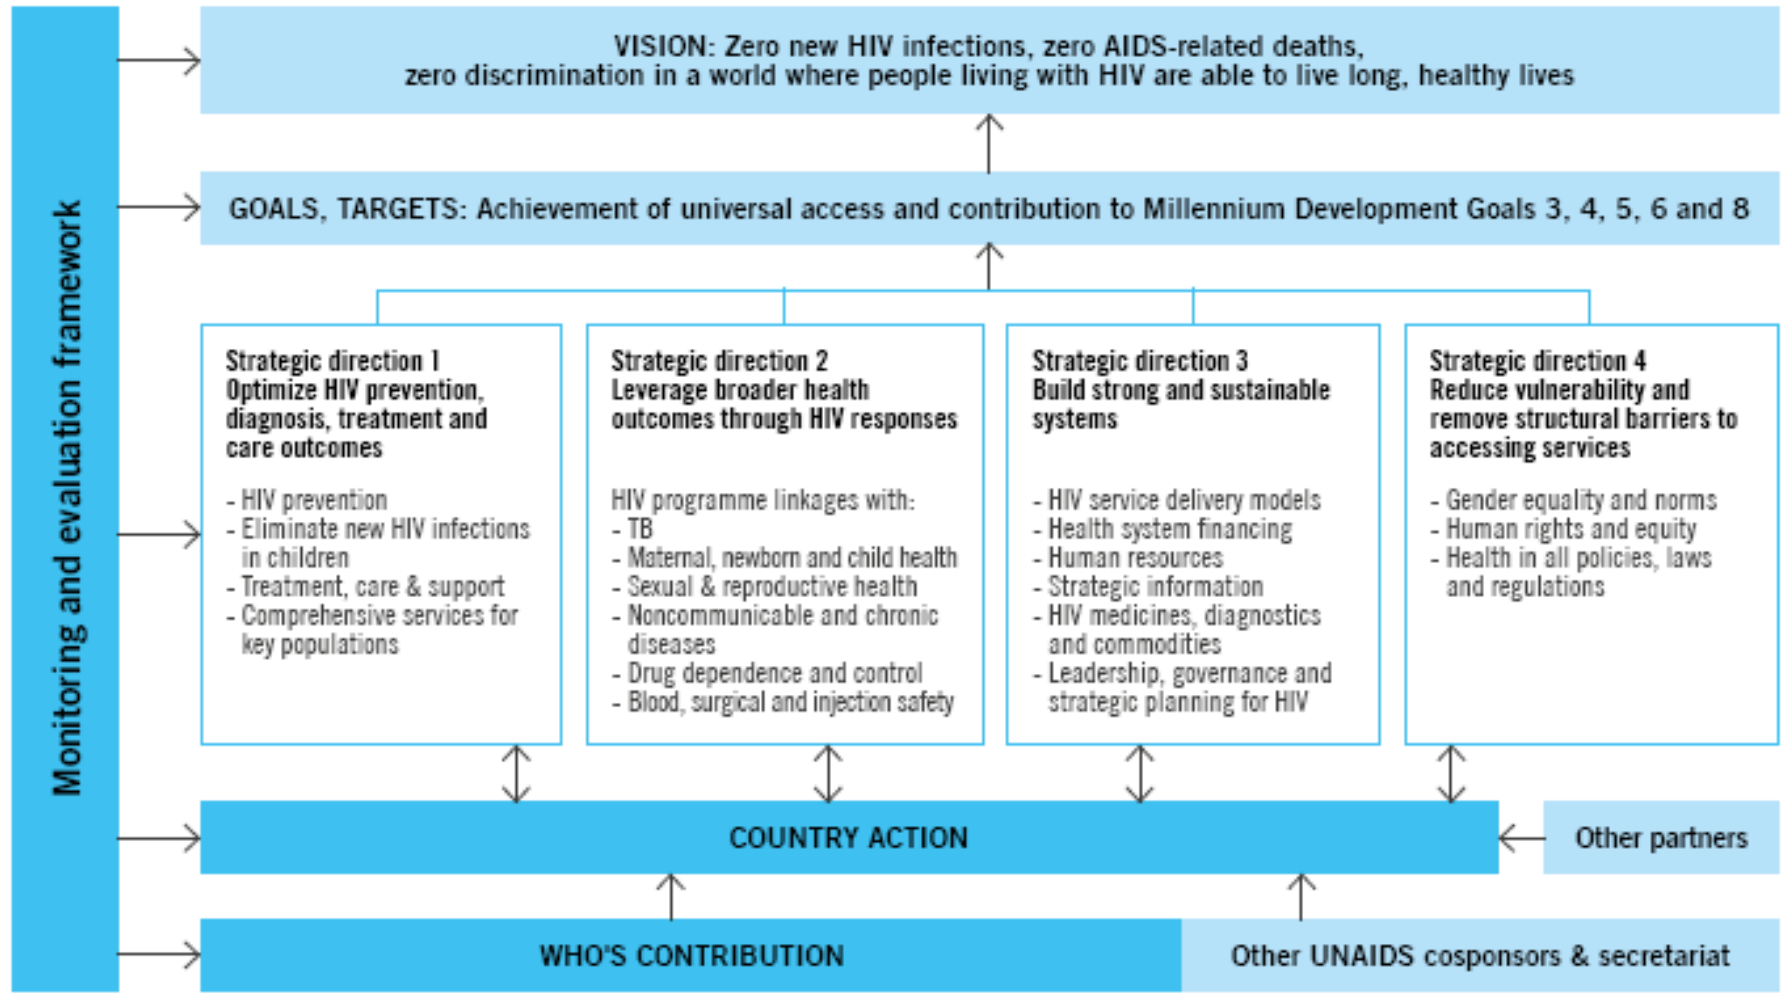 Monitoring and evaluation framework
VISION: Zero new HIV infections, zero AIDS-related deaths,
zero discrimination in a world where people living with HIV are able to live long, healthy lives
GOALS, TARGETS: Achievement of universal access and contribution to Millennium Development Goals 3, 4, 5, 6 and 8
Strategic direction 1
Optimize HIV prevention,
diagnosis, treatment and
care outcomes
- HIV prevention
- Eliminate new HIV infections
in children
- Treatment, care & support
- Comprehensive services for
key populations
Strategic direction 2
Leverage broader health
outcomes through HIV responses
HIV programme linkages with:
- TB
- Maternal, newborn and child health
- Sexual & reproductive health
- Noncommunicable and chronic
diseases
- Drug dependence and control
- Blood, surgical and injection safety
Strategic direction 3
Build strong and sustainable
systems
- HIV service delivery models
- Health system financing
- Human resources
- Strategic information
- HIV medicines, diagnostics
and commodities
- Leadership, governance and
strategic planning for HIV
Strategic direction 4
Reduce vulnerability and
remove structural barriers to
accessing services
- Gender equality and norms
- Human rights and equity
- Health in all policies, laws
and regulations
COUNTRY ACTION
Other partners
WHO'S CONTRIBUTION
Other UNAIDS cosponsors & secretariat